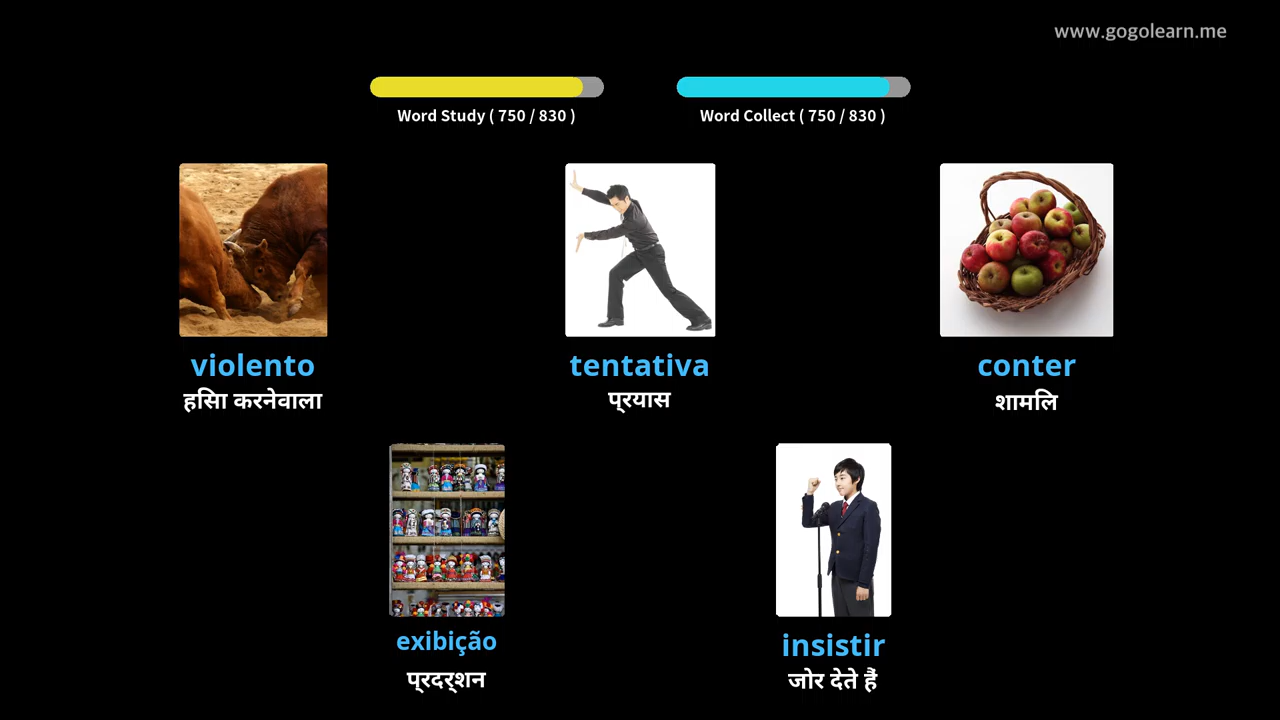 www.gogolearn.me
Word Study ( 750 / 830 )
Word Collect ( 750 / 830 )
violento
tentativa
conter
हिंसा करनेवाला
प्रयास
शामिल
exibição
insistir
प्रदर्शन
जोर देते हैं